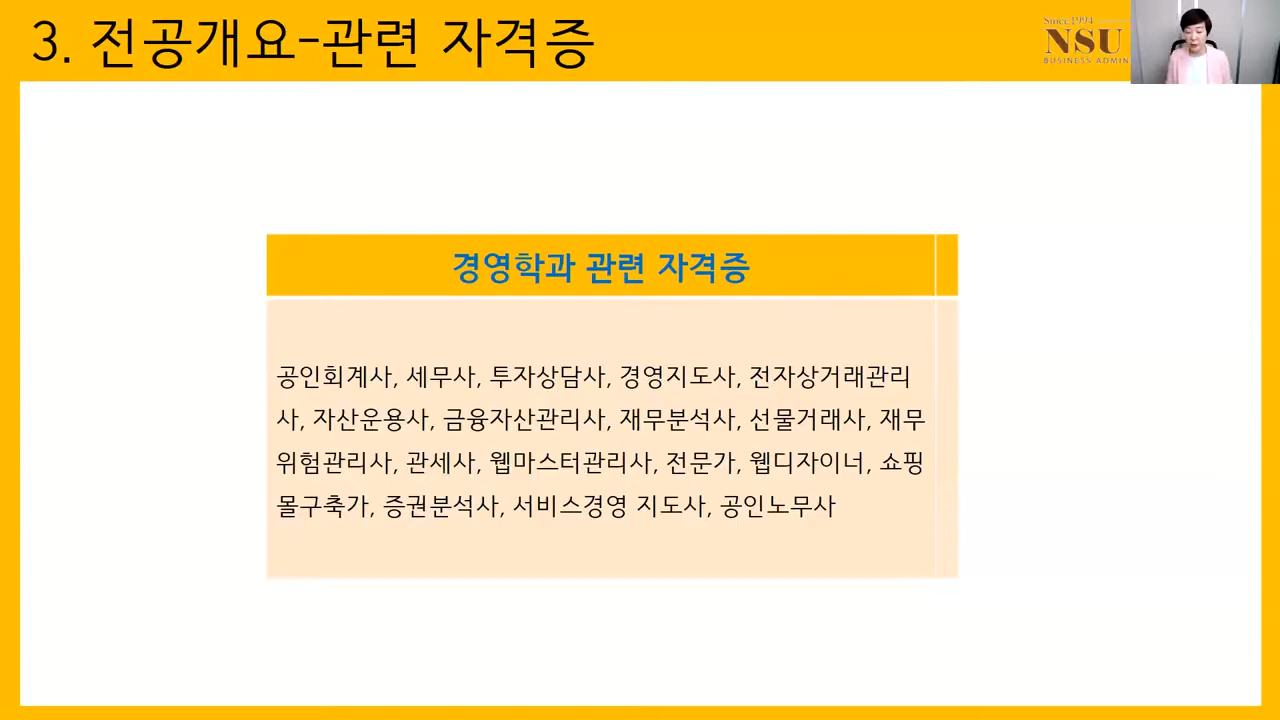 3. 전공개요-관련 자격증
Since 1994
NSU
BUSINESS ADMIN
경영학과 관련 자격증
공인회계사, 세무사, 투자상담사, 경영지도사, 전자상거래관리
사, 자산운용사, 금융자산관리사, 재무분석사, 선물거래사, 재무
위험관리사, 관세사, 웹마스터관리사, 전문가, 웹디자이너, 쇼핑
몰구축가, 증권분석사, 서비스경영 지도사, 공인노무사